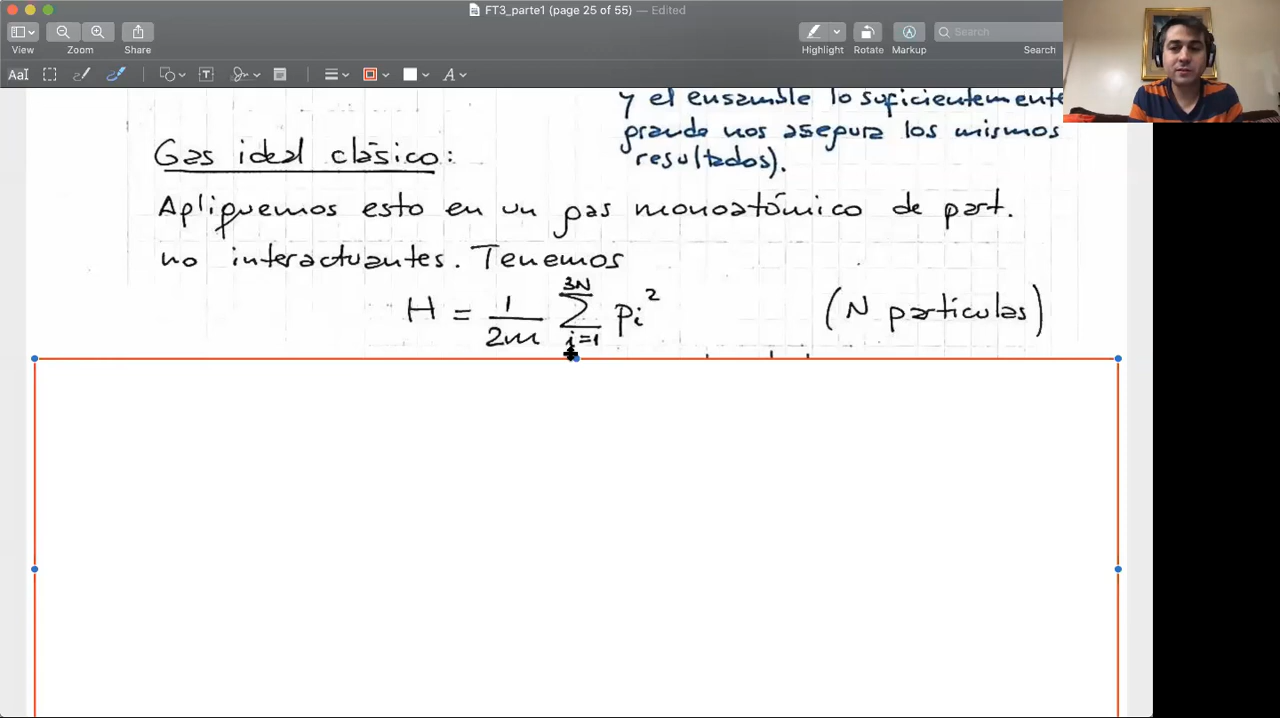 FT3_parte1 (page 25 of 55) — Edited
View
Zoom
Share
Highlight
Rotate
Markup
Search
Search
AaI
A
y el ensamble lo suficientemente
grande nos asegura los mismos
resultados).
Gas ideal clásico:
Apliquemos esto en un gas monoatómico de part.
no interactuantes. Tenemos
H = 1/2m Σ_{i=1}^{3N} pi² (N partículas)